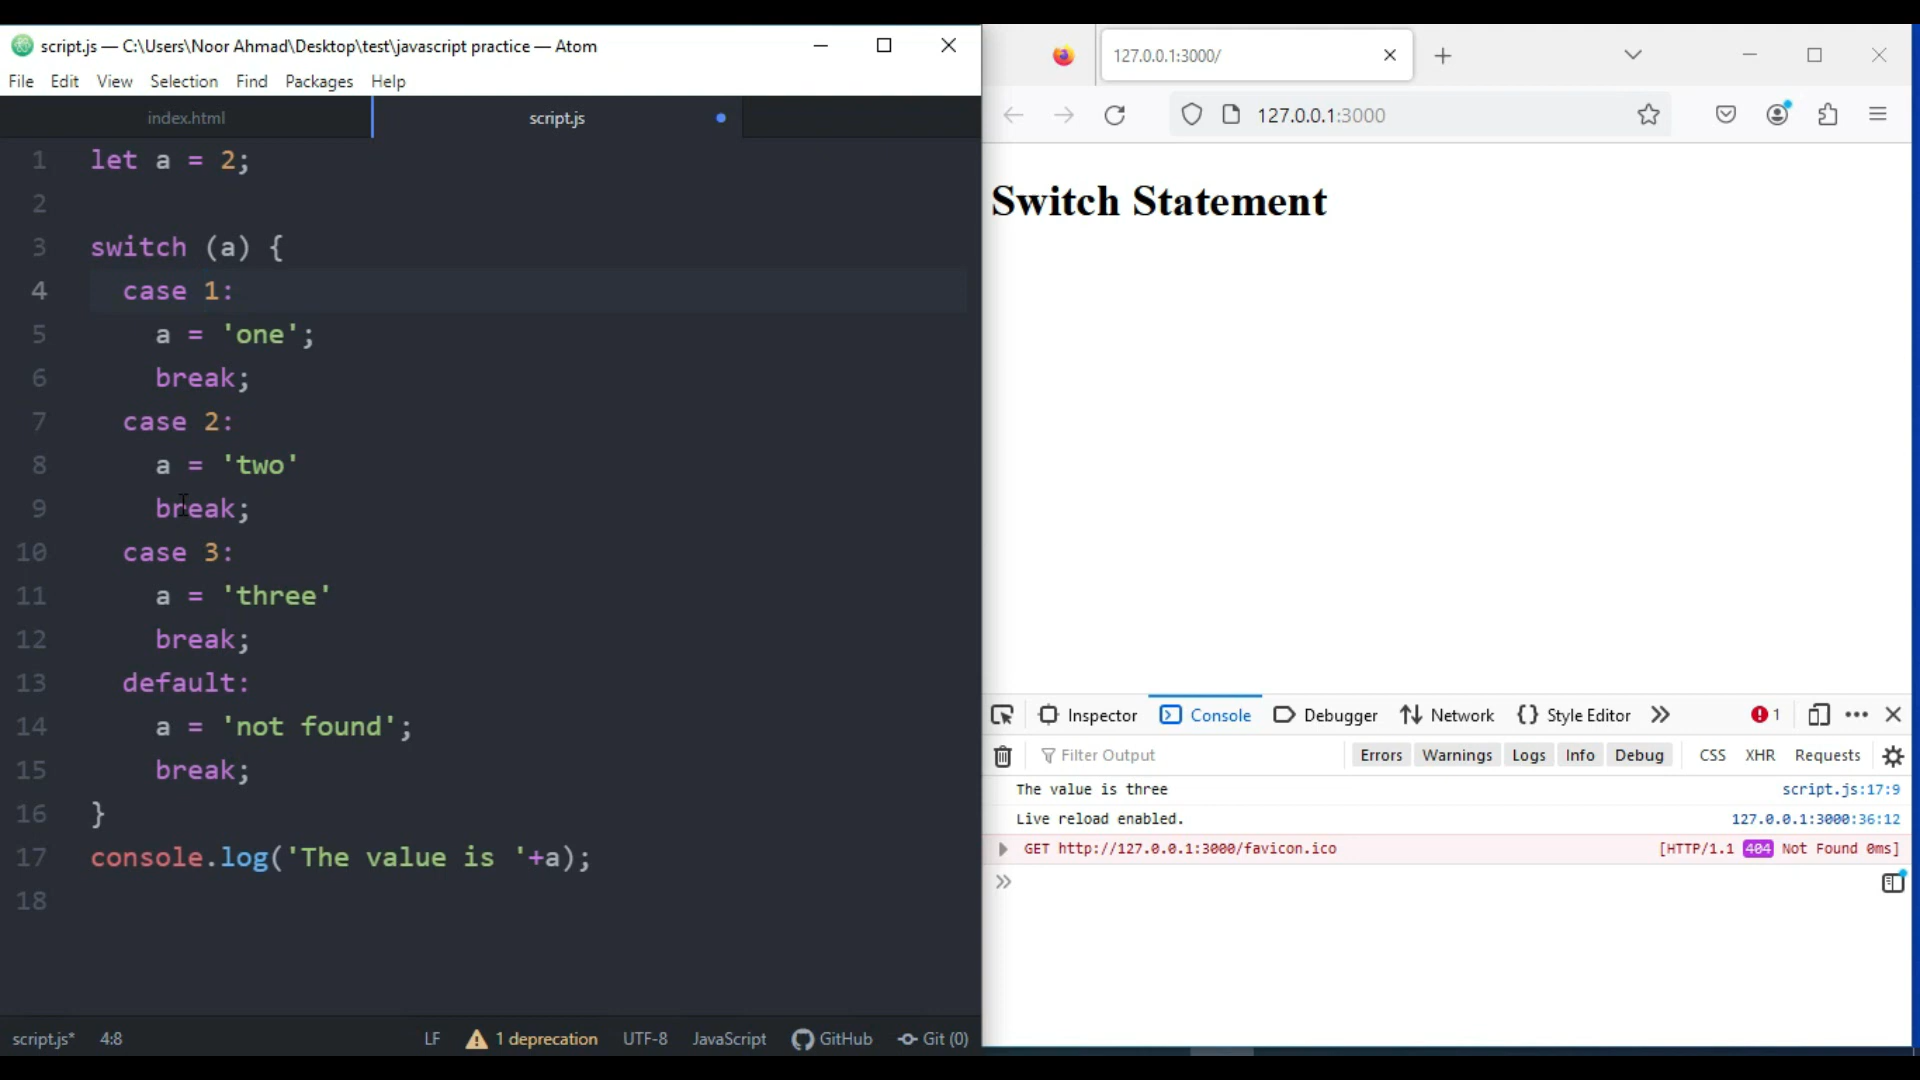 script.js — C:\Users\Noor Ahmad\Desktop\test\javascript practice — Atom
File Edit View Selection Find Packages Help
index.html script.js
1 let a = 2;
2
3 switch (a) {
4 case 1:
5 a = 'one';
6 break;
7 case 2:
8 a = 'two'
9 break;
10 case 3:
11 a = 'three'
12 break;
13 default:
14 a = 'not found';
15 break;
16 }
17 console.log('The value is '+a);
18
script.js* 4:8 LF 1 deprecation UTF-8 JavaScript GitHub Git (0)
127.0.0.1:3000/
127.0.0.1:3000
Switch Statement
Inspector Console Debugger Network {} Style Editor 1
Filter Output Errors Warnings Logs Info Debug CSS XHR Requests
The value is three script.js:17:9
Live reload enabled. 127.0.0.1:3000:36:12
GET http://127.0.0.1:3000/favicon.ico [HTTP/1.1 404 Not Found 0ms]